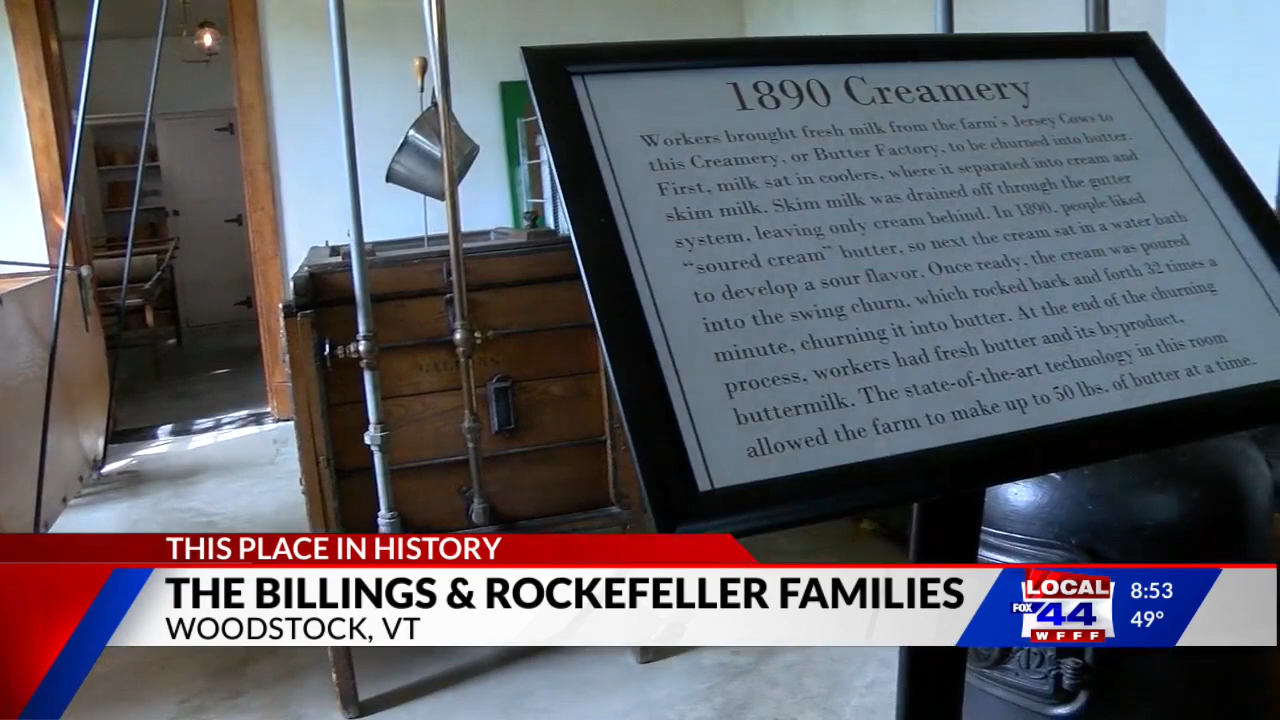 1890 Creamery
Workers brought fresh milk from the farm's Jersey Cows to
this Creamery, or Butter Factory, to be churned into butter.
First, milk sat in coolers, where it separated into cream and
skim milk. Skim milk was drained off through the gutter
system, leaving only cream behind. In 1890, people liked
“soured cream” butter, so next the cream sat in a water bath
to develop a sour flavor. Once ready, the cream was poured
into the swing churn, which rocked back and forth 32 times a
minute, churning it into butter. At the end of the churning
process, workers had fresh butter and its byproduct,
buttermilk. The state-of-the-art technology in this room
allowed the farm to make up to 50 lbs. of butter at a time.
THIS PLACE IN HISTORY
THE BILLINGS & ROCKEFELLER FAMILIES
WOODSTOCK, VT
LOCAL
FOX 44
WFFF
8:53
49°